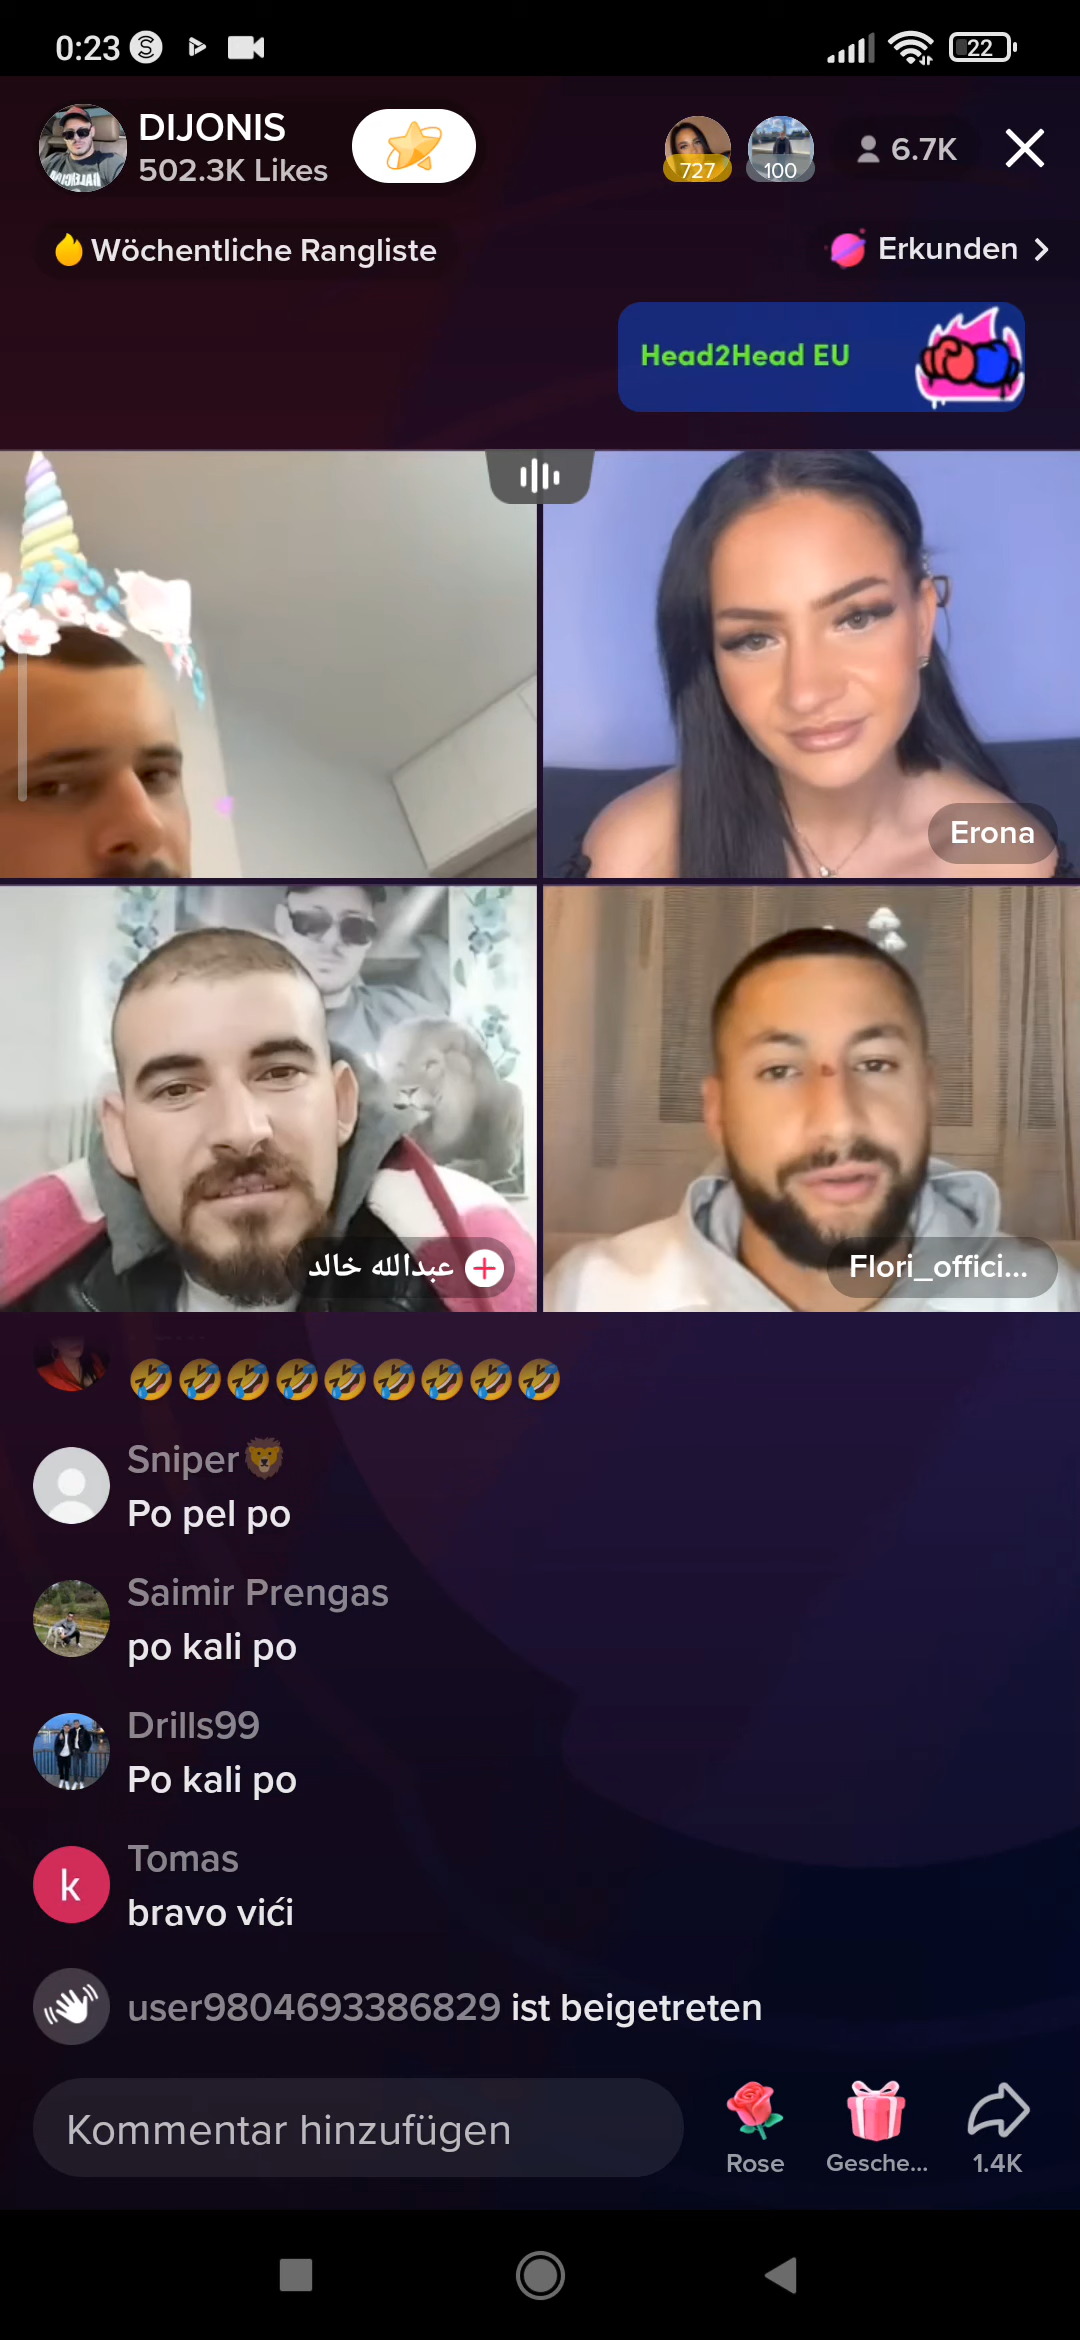 0:23
22
DIJONIS
502.3K Likes
727
100
6.7K
Wöchentliche Rangliste
Erkunden
Head2Head EU
Erona
عبدالله خالد
Flori_offici...
🤣🤣🤣🤣🤣🤣🤣🤣🤣
Sniper🦁
Po pel po
Saimir Prengas
po kali po
Drills99
Po kali po
k
Tomas
bravo vići
user9804693386829 ist beigetreten
Kommentar hinzufügen
Rose
Gesche...
1.4K